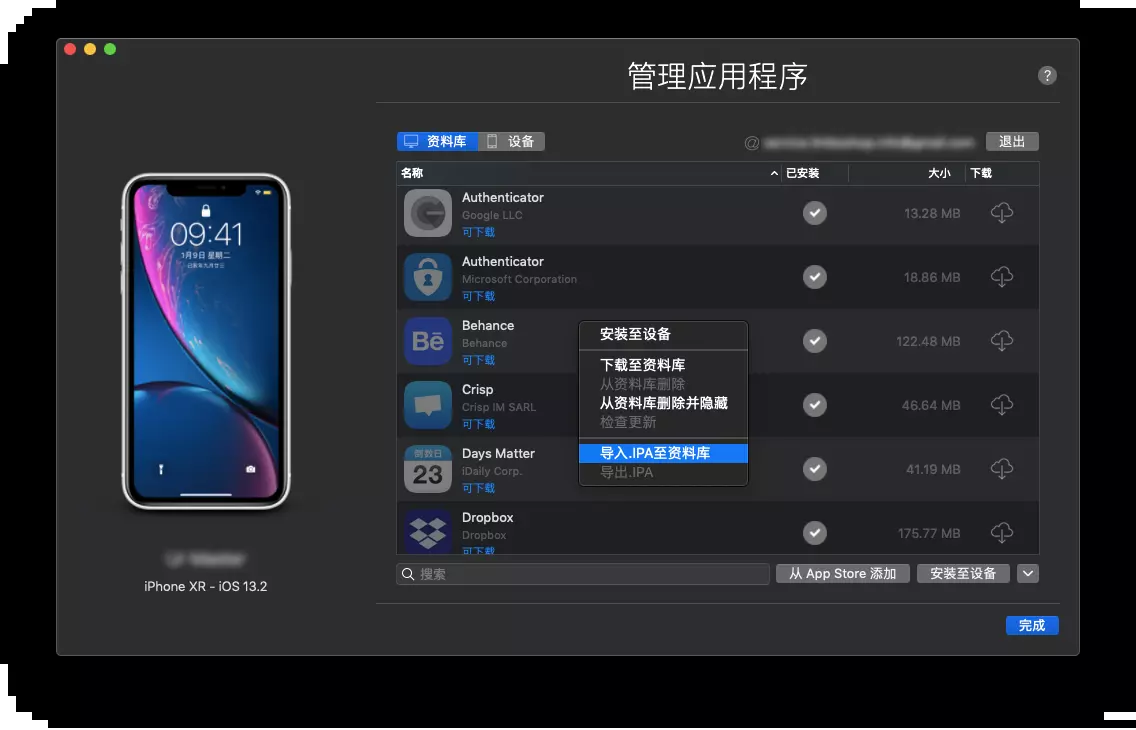 管理应用程序
?
资料库
设备
@
退出
名称
已安装
大小
下载
Authenticator
Google LLC
可下载
13.28 MB
Authenticator
Microsoft Corporation
可下载
18.86 MB
Bē
Behance
Behance
可下载
122.48 MB
Crisp
Crisp IM SARL
可下载
46.64 MB
倒数日
23
Days Matter
iDaily Corp.
可下载
41.19 MB
Dropbox
Dropbox
可下载
175.77 MB
安装至设备
下载至资料库
从资料库删除
从资料库删除并隐藏
检查更新
导入.IPA至资料库
导出.IPA
09:41
1月9日 星期二
iPhone XR - iOS 13.2
搜索
从 App Store 添加
安装至设备
完成